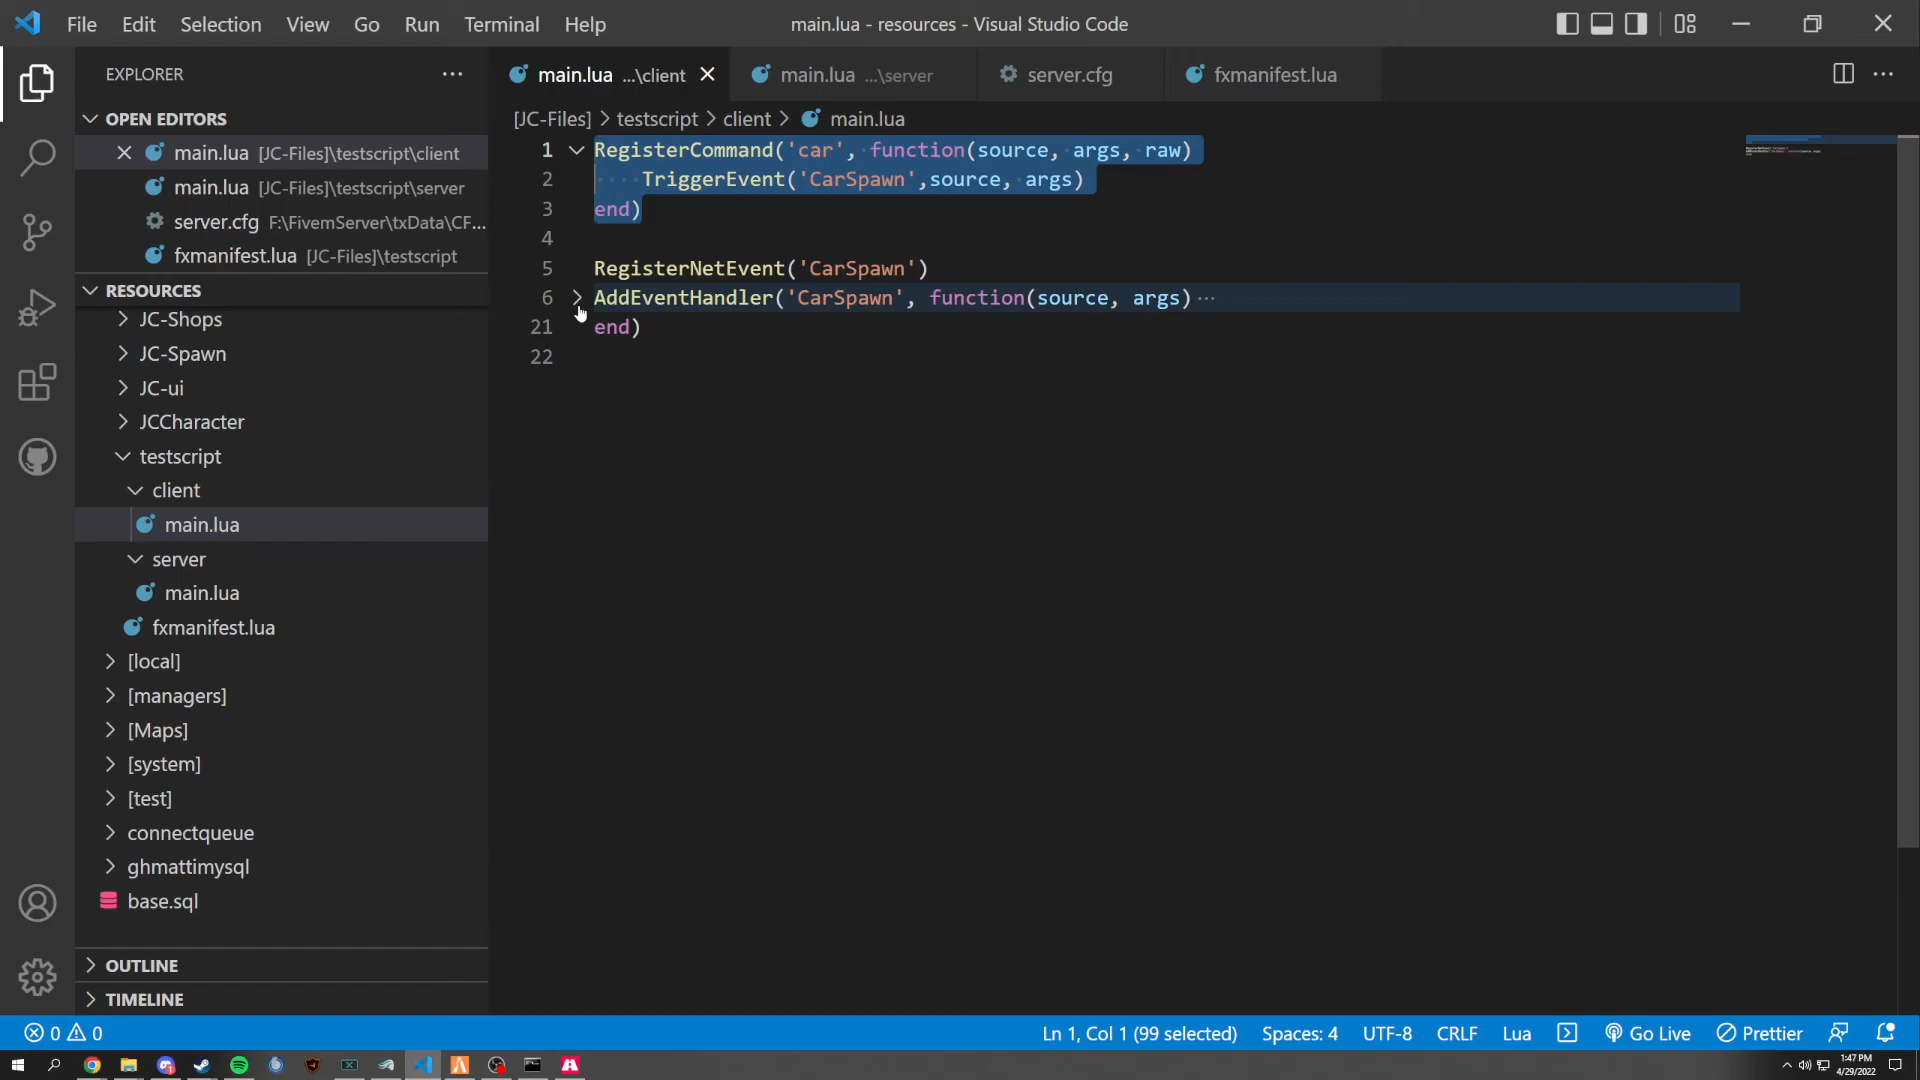 File Edit Selection View Go Run Terminal Help
main.lua - resources - Visual Studio Code
EXPLORER
OPEN EDITORS
main.lua [JC-Files]\testscript\client
main.lua [JC-Files]\testscript\server
server.cfg F:\FivemServer\txData\CF...
fxmanifest.lua [JC-Files]\testscript
RESOURCES
JC-Shops
JC-Spawn
JC-ui
JCCharacter
testscript
client
main.lua
server
main.lua
fxmanifest.lua
[local]
[managers]
[Maps]
[system]
[test]
connectqueue
ghmattimysql
base.sql
OUTLINE
TIMELINE
main.lua ...\client
main.lua ...\server
server.cfg
fxmanifest.lua
[JC-Files] > testscript > client > main.lua
1 RegisterCommand('car', function(source, args, raw)
2 TriggerEvent('CarSpawn',source, args)
3 end)
4
5 RegisterNetEvent('CarSpawn')
6 AddEventHandler('CarSpawn', function(source, args) ...
21 end)
22
0 0
Ln 1, Col 1 (99 selected) Spaces: 4 UTF-8 CRLF Lua Go Live Prettier
1:47 PM
4/29/2022